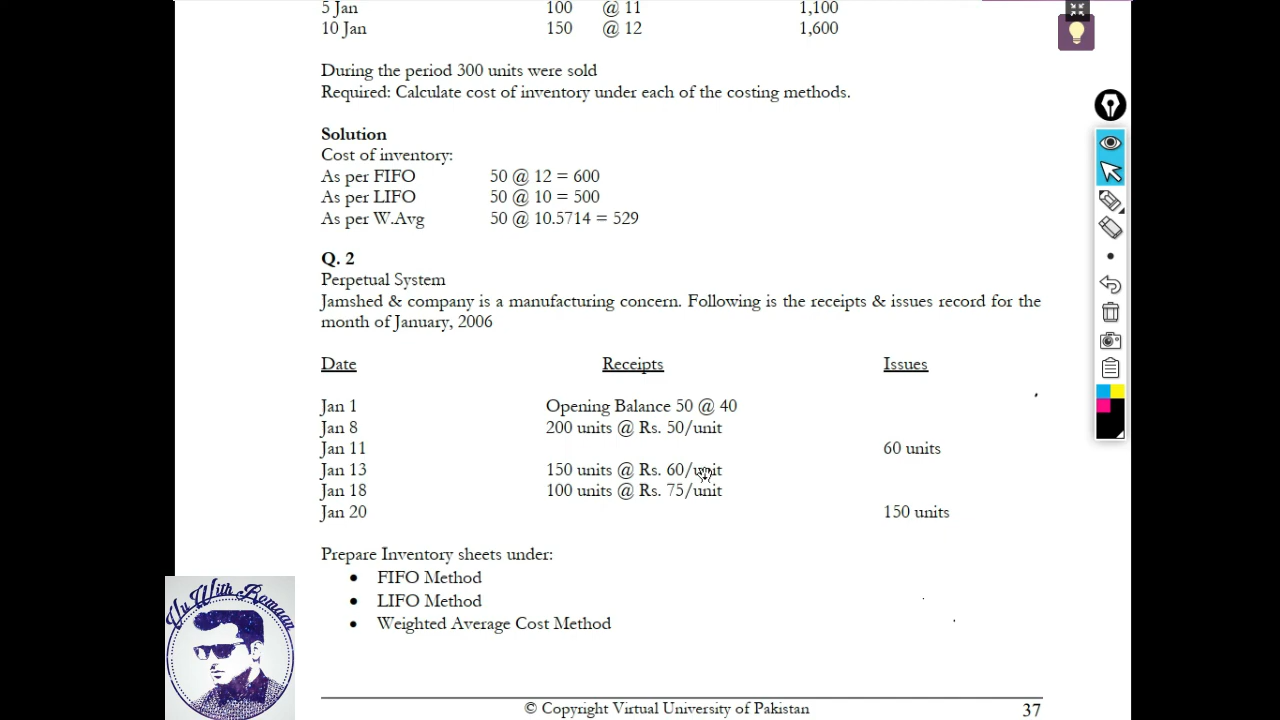 5 Jan 100 @ 11 1,100
10 Jan 150 @ 12 1,600
During the period 300 units were sold
Required: Calculate cost of inventory under each of the costing methods.
Solution
Cost of inventory:
As per FIFO 50 @ 12 = 600
As per LIFO 50 @ 10 = 500
As per W.Avg 50 @ 10.5714 = 529
Q. 2
Perpetual System
Jamshed & company is a manufacturing concern. Following is the receipts & issues record for the
month of January, 2006
Date Receipts Issues
Jan 1 Opening Balance 50 @ 40
Jan 8 200 units @ Rs. 50/unit
Jan 11 60 units
Jan 13 150 units @ Rs. 60/unit
Jan 18 100 units @ Rs. 75/unit
Jan 20 150 units
Prepare Inventory sheets under:
• FIFO Method
• LIFO Method
• Weighted Average Cost Method
Vu With Romaan
© Copyright Virtual University of Pakistan 37